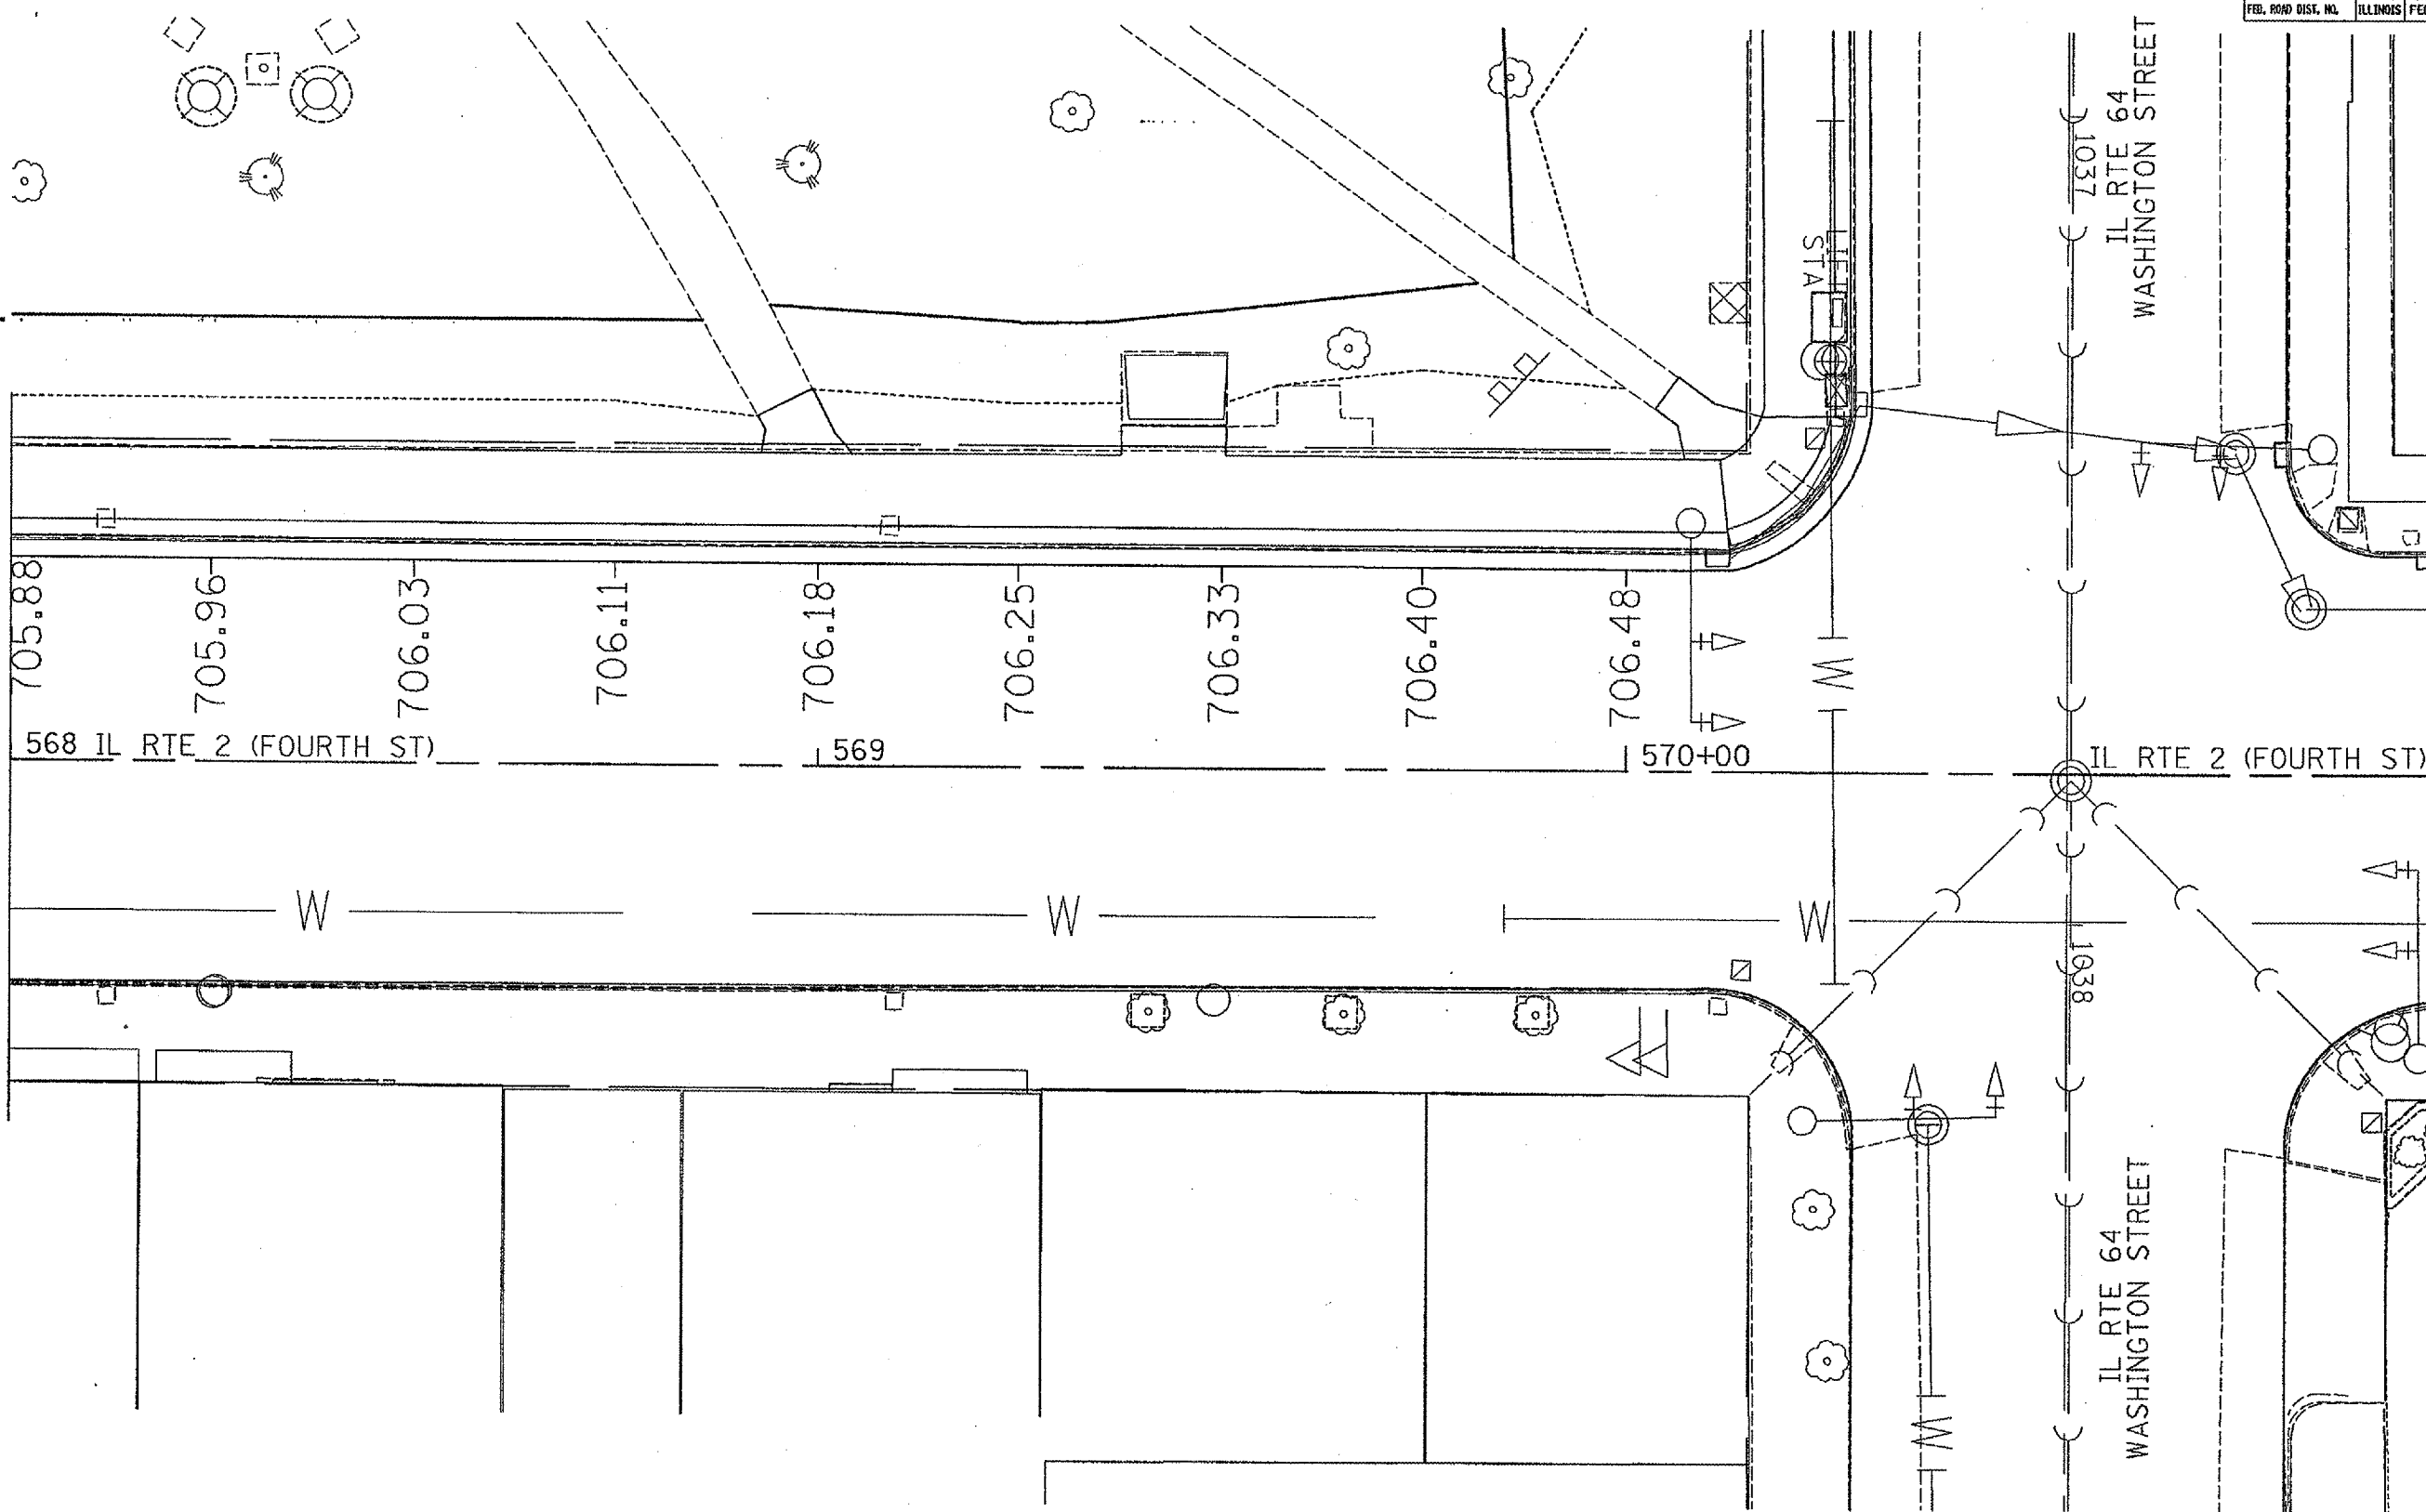 FED. ROAD DIST. NO. ILLINOIS
1037
IL RTE 64
WASHINGTON STREET
LIFT
STA
705.88
705.96
706.03
706.11
706.18
706.25
706.33
706.40
706.48
W
568 IL RTE 2 (FOURTH ST)
569
570+00
IL RTE 2 (FOURTH ST)
W
W
W
1038
IL RTE 64
WASHINGTON STREET
W